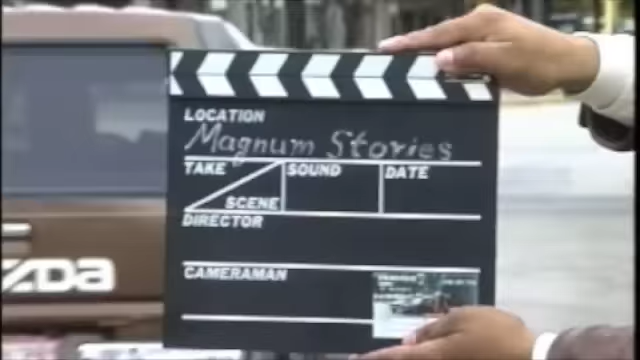 LOCATION
Magnum Stories
TAKE SOUND DATE
SCENE
DIRECTOR
CAMERAMAN
ZDA